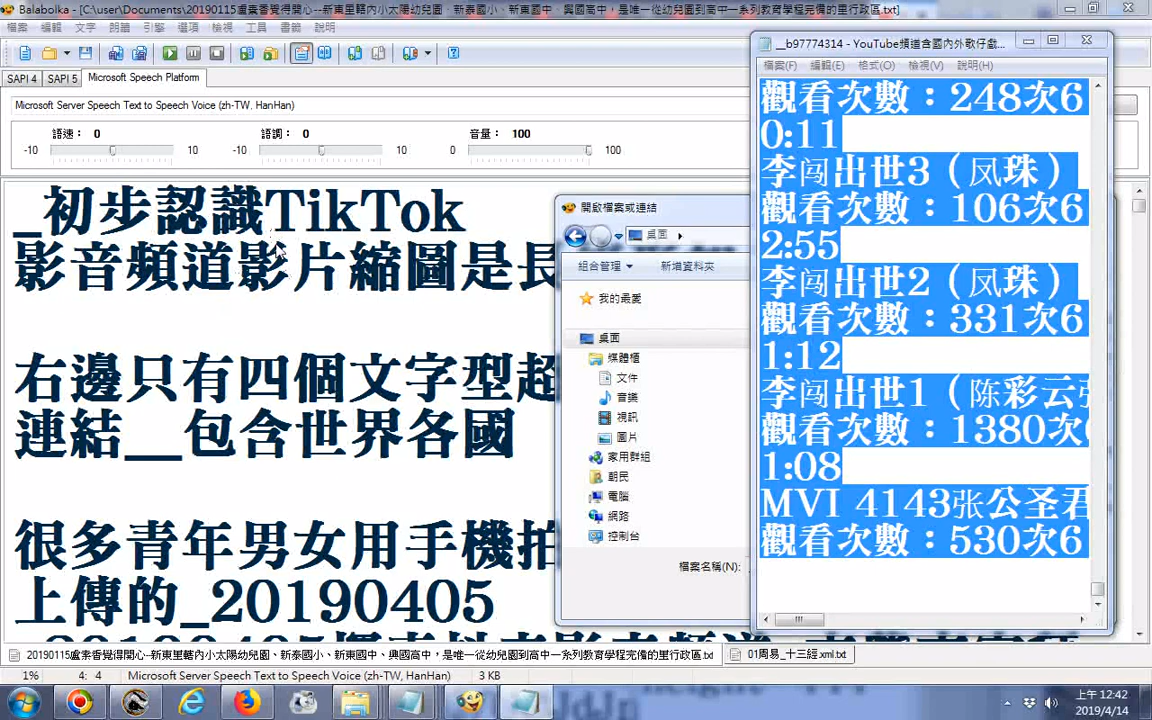 Balabolka - [C:\user\Documents\20190115盧素香覺得開心--新東里轄內小太陽幼兒園、新泰國小、新東國中、興國高中，是唯一從幼兒園到高中一系列教育學程完備的里行政區.txt]
檔案 編輯 文字 朗讀 引擎 選項 檢視 工具 書籤 說明
SAPI 4 SAPI 5 Microsoft Speech Platform
Microsoft Server Speech Text to Speech Voice (zh-TW, HanHan)
語速： 0 語調： 0 音量： 100
-10 10 -10 10 0 100
_初步認識TikTok
影音頻道影片縮圖是長
右邊只有四個文字型超
連結__包含世界各國
很多青年男女用手機拍
上傳的_20190405
開啟檔案或連結
桌面
組合管理 新增資料夾
我的最愛
桌面
媒體櫃
文件
音樂
視訊
圖片
家用群組
朝民
電腦
網路
控制台
檔案名稱(N):
__b97774314 - YouTube頻道含國內外歌仔戲...
檔案(F) 編輯(E) 格式(O) 檢視(V) 說明(H)
觀看次數：248次6
0:11
李闯出世3（凤珠）
觀看次數：106次6
2:55
李闯出世2（凤珠）
觀看次數：331次6
1:12
李闯出世1（陈彩云
觀看次數：1380次
1:08
MVI 4143张公圣君
觀看次數：530次6
20190115盧素香覺得開心--新東里轄內小太陽幼兒園、新泰國小、新東國中、興國高中，是唯一從幼兒園到高中一系列教育學程完備的里行政區.txt 01周易_十三經.xml.txt
1% 4: 4 Microsoft Server Speech Text to Speech Voice (zh-TW, HanHan) 3 KB
上午 12:42
2019/4/14